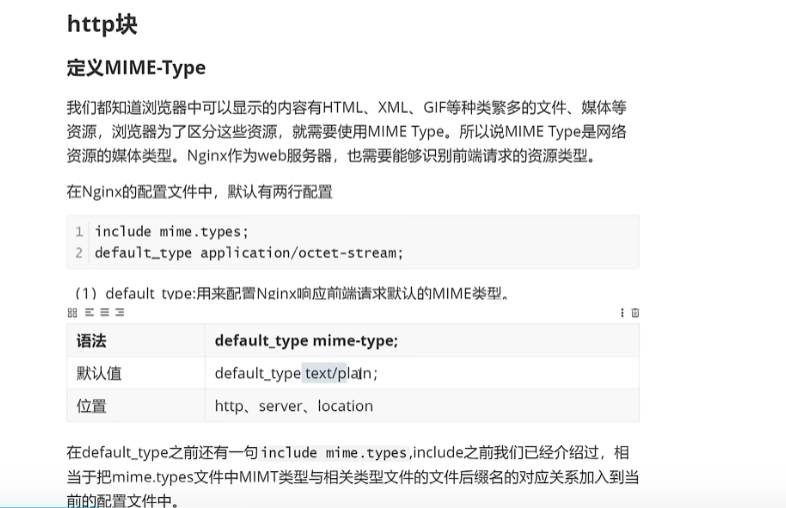 http块
定义MIME-Type
我们都知道浏览器中可以显示的内容有HTML、XML、GIF等种类繁多的文件、媒体等
资源，浏览器为了区分这些资源，就需要使用MIME Type。所以说MIME Type是网络
资源的媒体类型。Nginx作为web服务器，也需要能够识别前端请求的资源类型。
在Nginx的配置文件中，默认有两行配置
1 include mime.types;
2 default_type application/octet-stream;
（1）default_type:用来配置Nginx响应前端请求默认的MIME类型。
语法 default_type mime-type;
默认值 default_type text/plain;
位置 http、server、location
在default_type之前还有一句include mime.types,include之前我们已经介绍过，相
当于把mime.types文件中MIMT类型与相关类型文件的文件后缀名的对应关系加入到当
前的配置文件中。